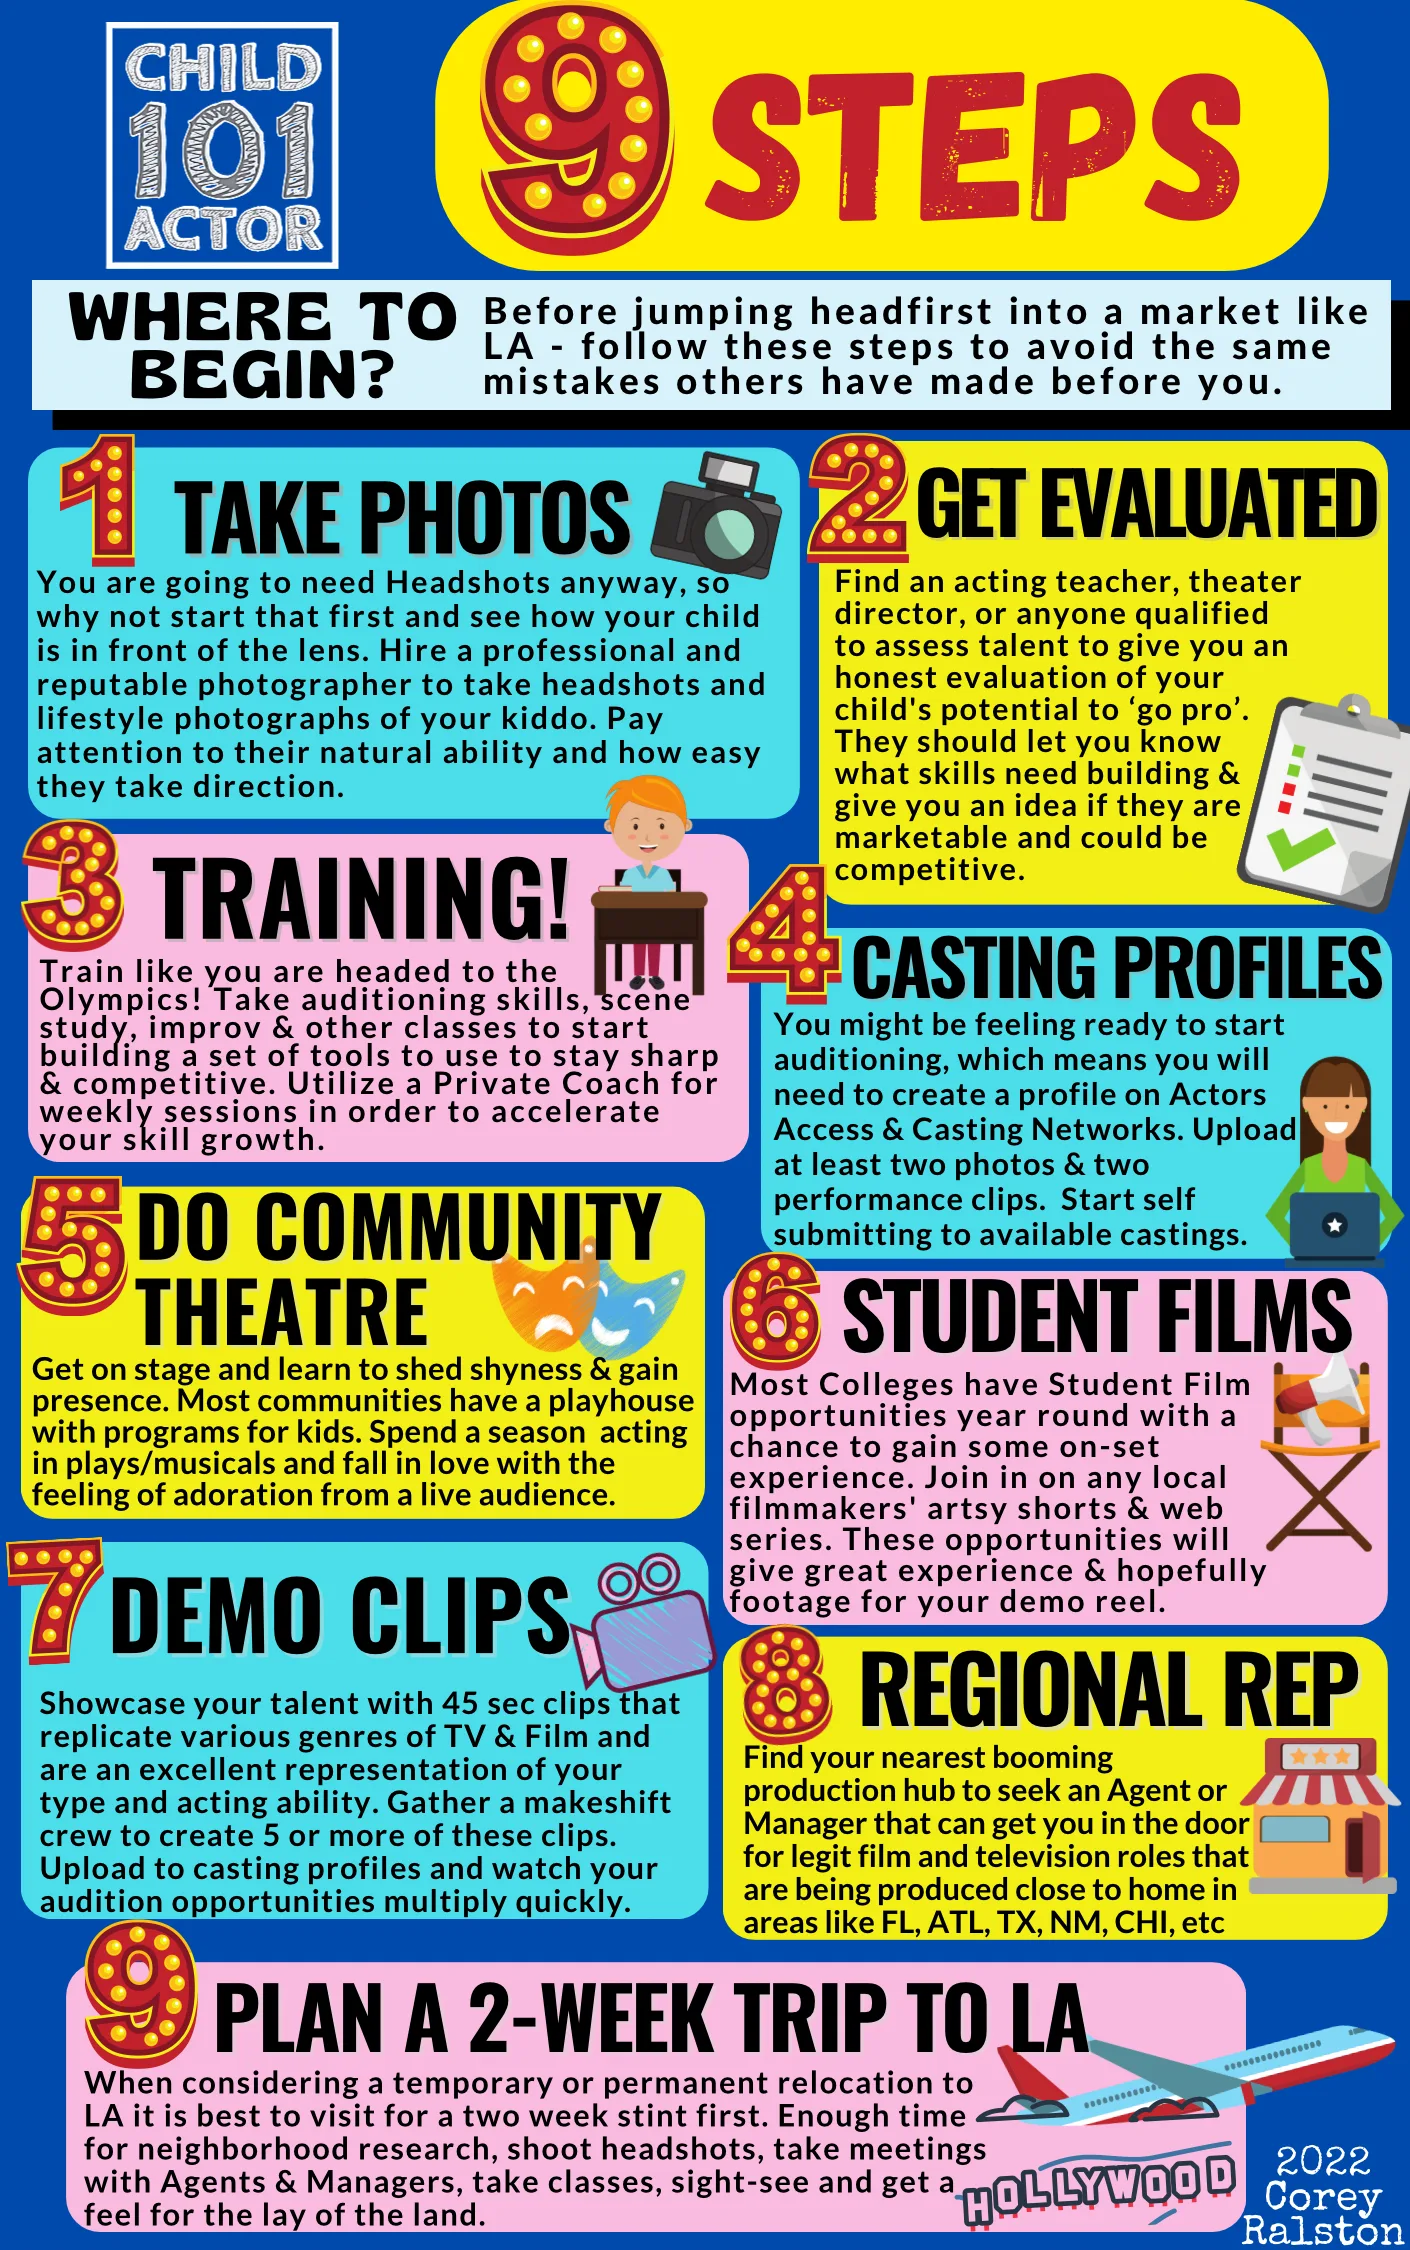 CHILD
101
ACTOR
9 STEPS
WHERE TO
BEGIN?
Before jumping headfirst into a market like
LA - follow these steps to avoid the same
mistakes others have made before you.
1 TAKE PHOTOS
You are going to need Headshots anyway, so
why not start that first and see how your child
is in front of the lens. Hire a professional and
reputable photographer to take headshots and
lifestyle photographs of your kiddo. Pay
attention to their natural ability and how easy
they take direction.
2 GET EVALUATED
Find an acting teacher, theater
director, or anyone qualified
to assess talent to give you an
honest evaluation of your
child's potential to ‘go pro’.
They should let you know
what skills need building &
give you an idea if they are
marketable and could be
competitive.
3 TRAINING!
Train like you are headed to the
Olympics! Take auditioning skills, scene
study, improv & other classes to start
building a set of tools to use to stay sharp
& competitive. Utilize a Private Coach for
weekly sessions in order to accelerate
your skill growth.
4 CASTING PROFILES
You might be feeling ready to start
auditioning, which means you will
need to create a profile on Actors
Access & Casting Networks. Upload
at least two photos & two
performance clips. Start self
submitting to available castings.
5 DO COMMUNITY
THEATRE
Get on stage and learn to shed shyness & gain
presence. Most communities have a playhouse
with programs for kids. Spend a season acting
in plays/musicals and fall in love with the
feeling of adoration from a live audience.
6 STUDENT FILMS
Most Colleges have Student Film
opportunities year round with a
chance to gain some on-set
experience. Join in on any local
filmmakers' artsy shorts & web
series. These opportunities will
give great experience & hopefully
footage for your demo reel.
7 DEMO CLIPS
Showcase your talent with 45 sec clips that
replicate various genres of TV & Film and
are an excellent representation of your
type and acting ability. Gather a makeshift
crew to create 5 or more of these clips.
Upload to casting profiles and watch your
audition opportunities multiply quickly.
8 REGIONAL REP
Find your nearest booming
production hub to seek an Agent or
Manager that can get you in the door
for legit film and television roles that
are being produced close to home in
areas like FL, ATL, TX, NM, CHI, etc
9 PLAN A 2-WEEK TRIP TO LA
When considering a temporary or permanent relocation to
LA it is best to visit for a two week stint first. Enough time
for neighborhood research, shoot headshots, take meetings
with Agents & Managers, take classes, sight-see and get a
feel for the lay of the land.
HOLLYWOOD
2022
Corey
Ralston